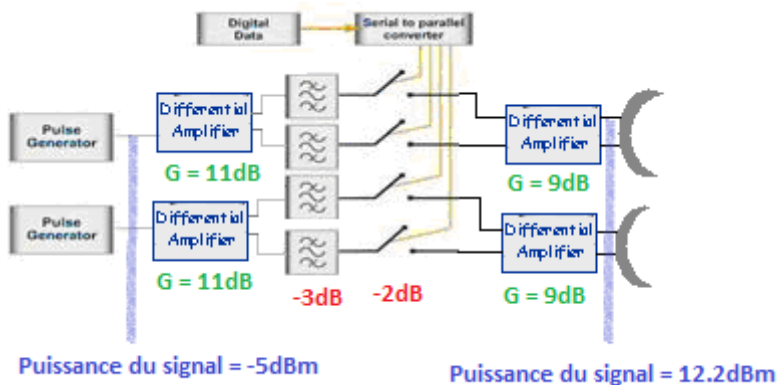 Digital
Data
Serial to parallel
converter
Pulse
Generator
Differential
Amplifier
Differential
Amplifier
G = 11dB
G = 9dB
Pulse
Generator
Differential
Amplifier
Differential
Amplifier
G = 11dB
-3dB
-2dB
G = 9dB
Puissance du signal = -5dBm
Puissance du signal = 12.2dBm